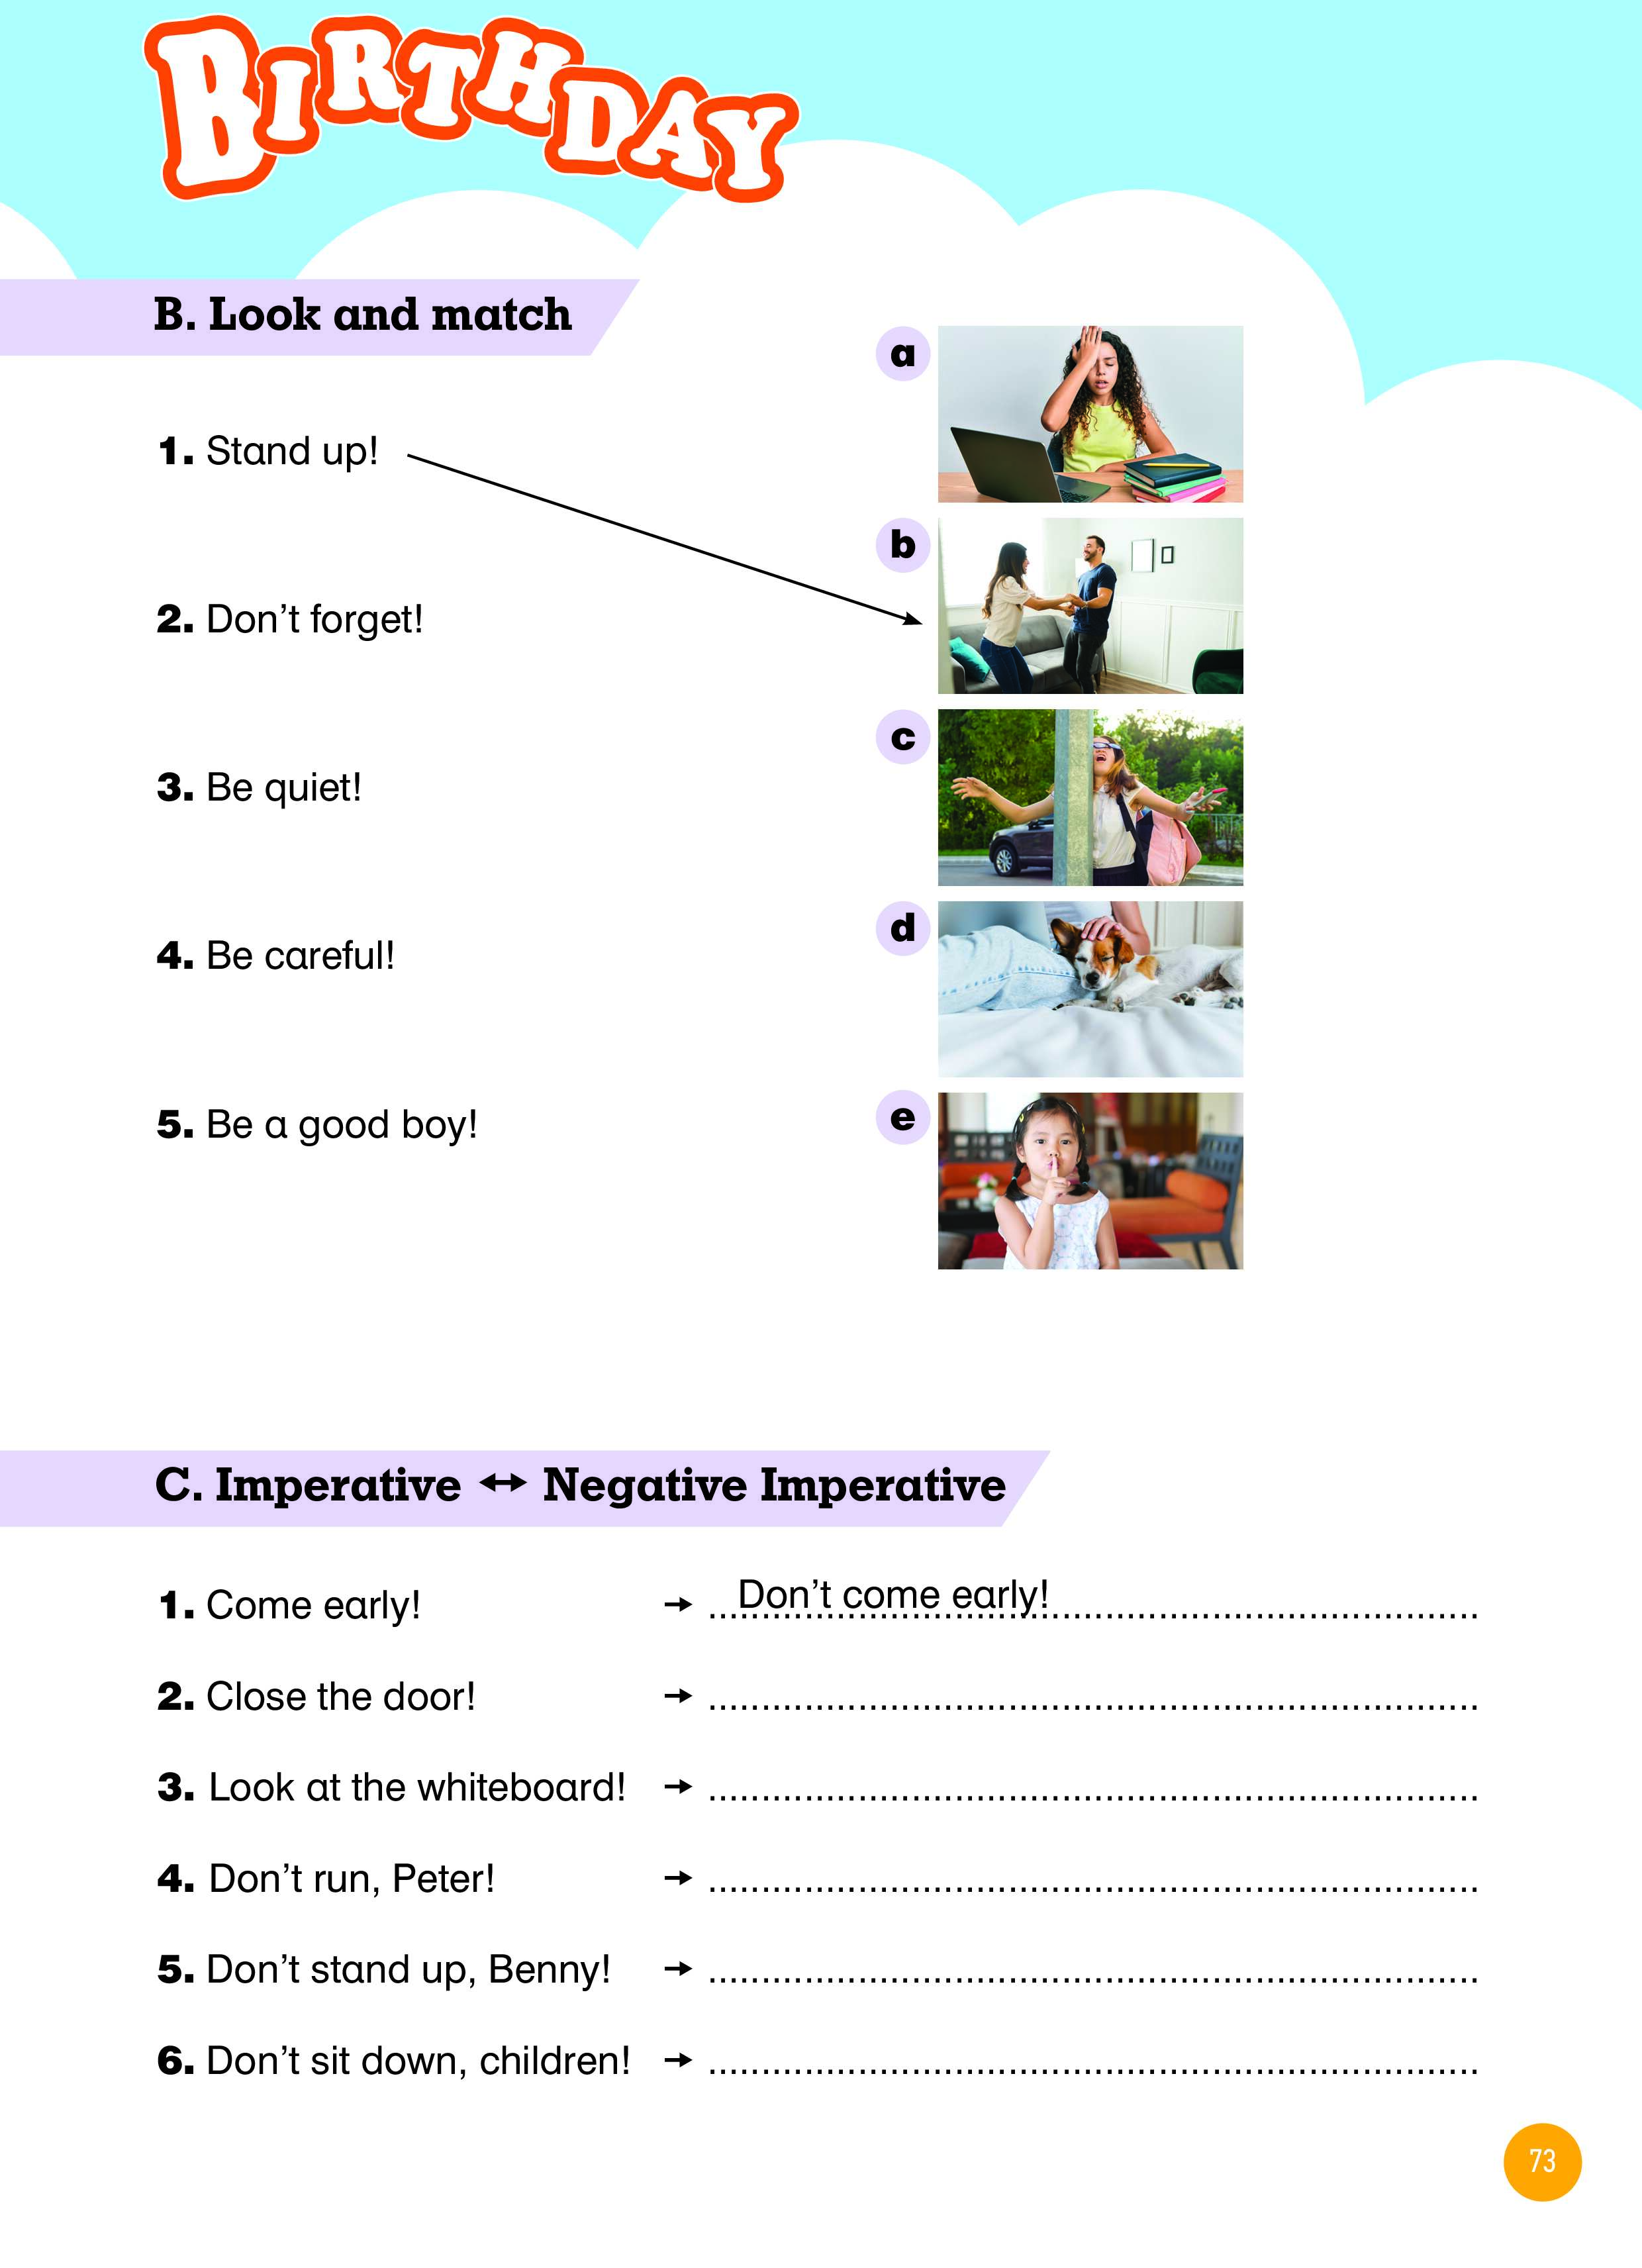 BIRTHDAY
B. Look and match
1. Stand up!
2. Don't forget!
3. Be quiet!
4. Be careful!
5. Be a good boy!
a
b
c
d
e
C. Imperative ↔ Negative Imperative
1. Come early! → Don't come early!
2. Close the door! → ........................................................................
3. Look at the whiteboard! → ........................................................................
4. Don't run, Peter! → ........................................................................
5. Don't stand up, Benny! → ........................................................................
6. Don't sit down, children! → ........................................................................
73